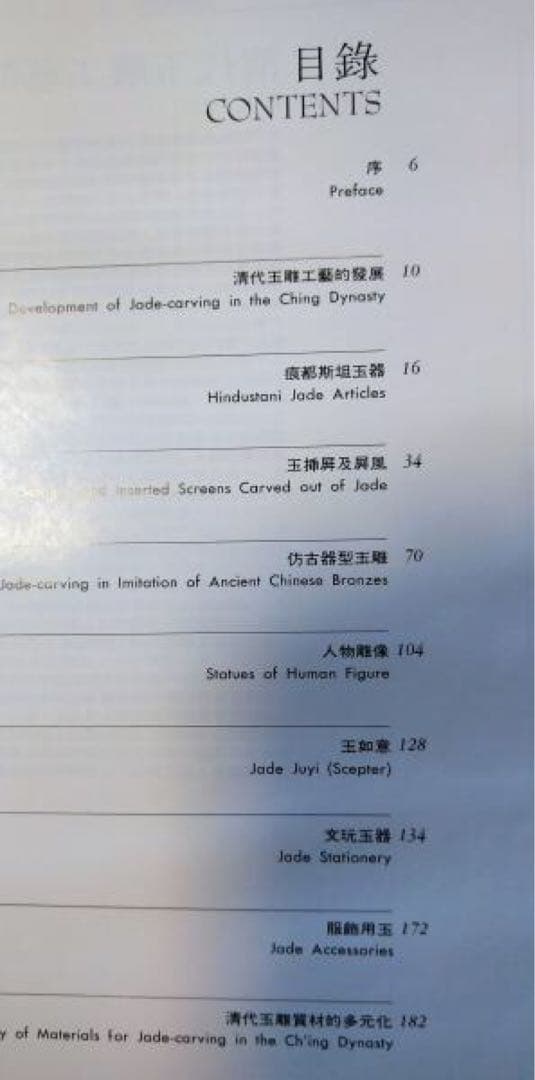 目錄
CONTENTS
序 6
Preface
清代玉雕工藝的發展 10
Development of Jade-carving in the Ching Dynasty
痕都斯坦玉器 16
Hindustani Jade Articles
玉插屏及屏風 34
and Inserted Screens Carved out of Jade
仿古器型玉雕 70
Jade-carving in Imitation of Ancient Chinese Bronzes
人物雕像 104
Statues of Human Figure
玉如意 128
Jade Juyi (Scepter)
文玩玉器 134
Jade Stationery
服飾用玉 172
Jade Accessories
清代玉雕質材的多元化 182
y of Materials for Jade-carving in the Ch'ing Dynasty